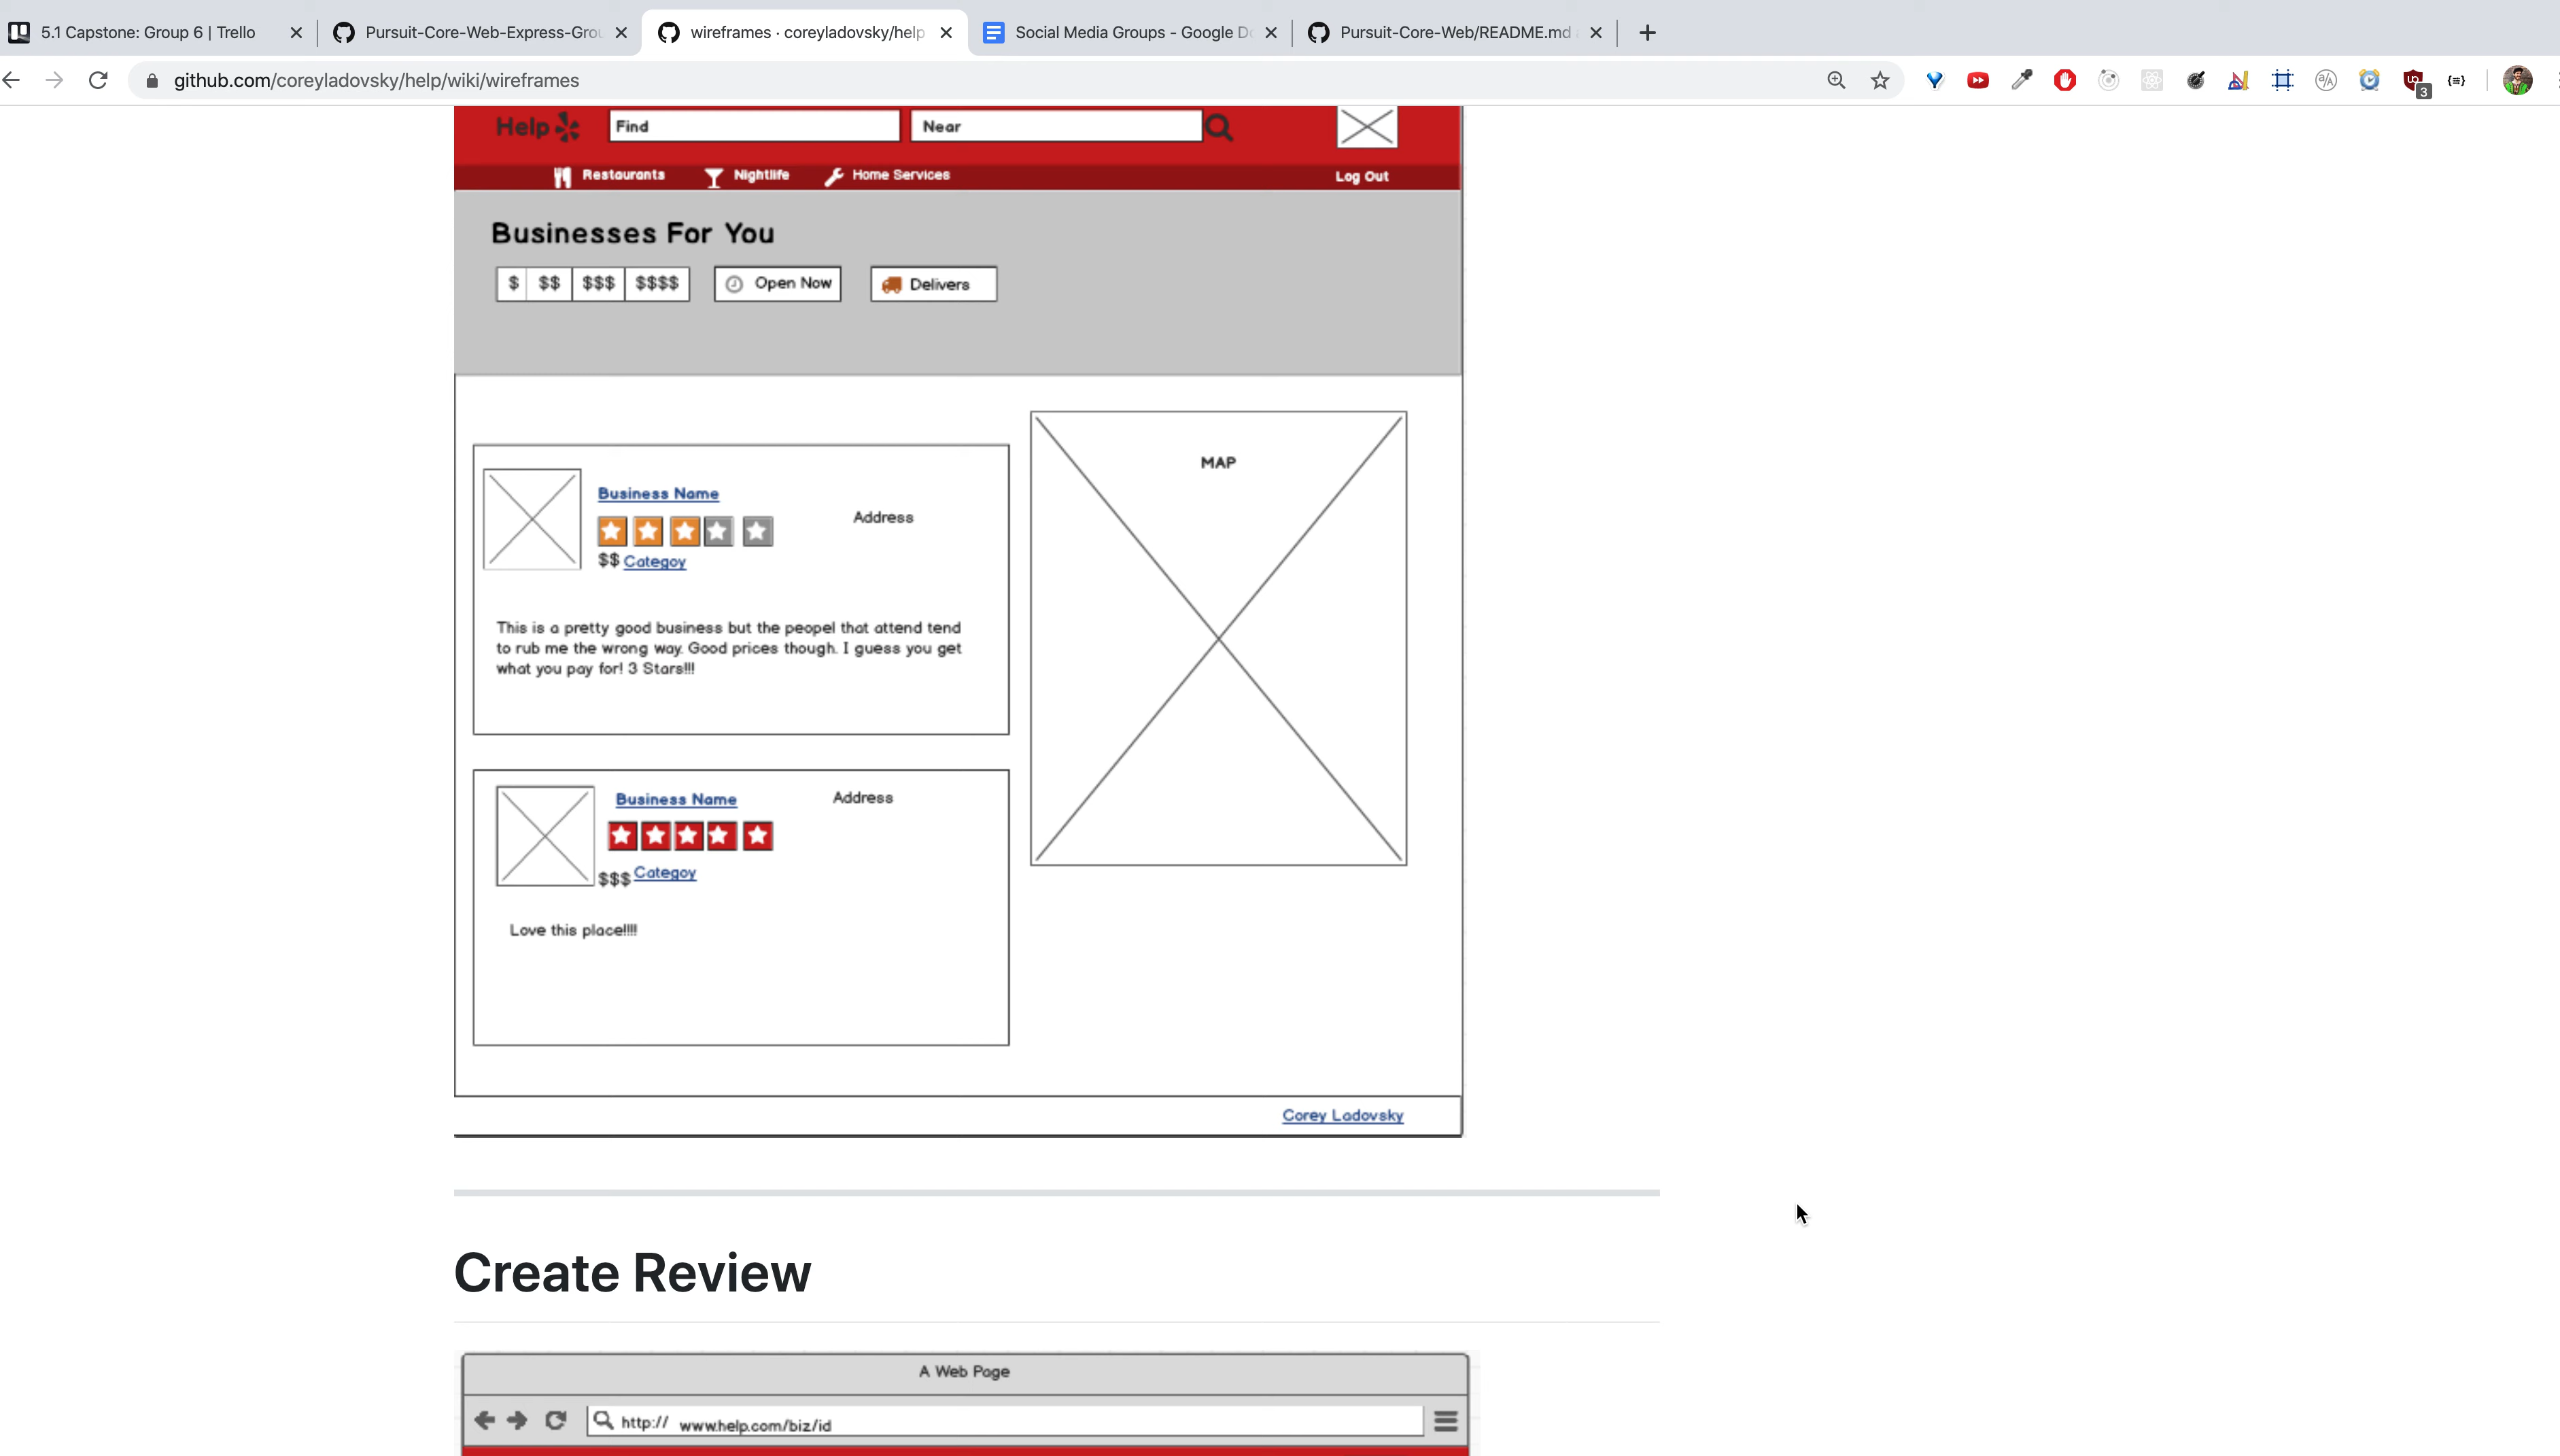 5.1 Capstone: Group 6 | Trello
Pursuit-Core-Web-Express-Grou
wireframes · coreyladovsky/help
Social Media Groups - Google Do
Pursuit-Core-Web/README.md
github.com/coreyladovsky/help/wiki/wireframes
3
Help Find Near
Restaurants Nightlife Home Services Log Out
Businesses For You
$ $$ $$$ $$$$ Open Now Delivers
MAP
Business Name
Address
$$ Categoy
This is a pretty good business but the peopel that attend tend
to rub me the wrong way. Good prices though. I guess you get
what you pay for! 3 Stars!!!
Business Name Address
$$$ Categoy
Love this place!!!!
Corey Ladovsky
Create Review
A Web Page
http:// www.help.com/biz/id